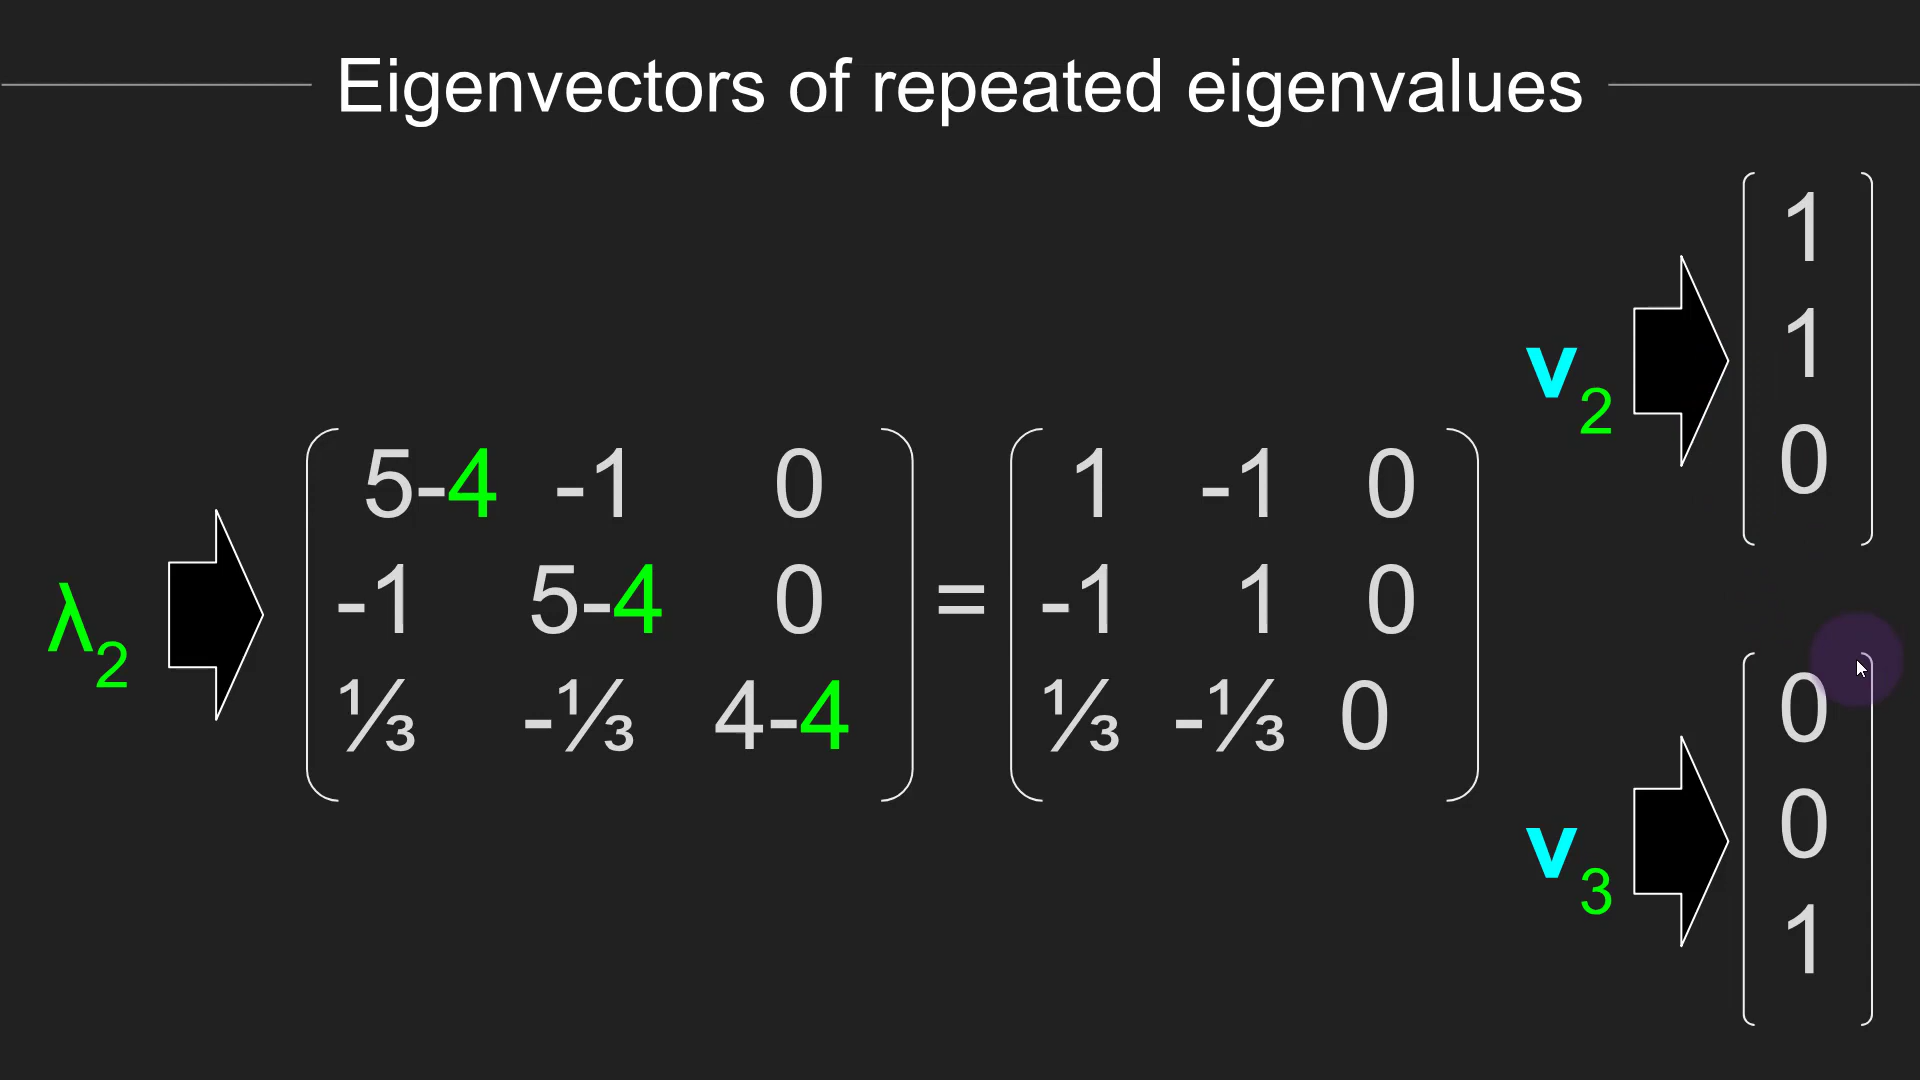 Eigenvectors of repeated eigenvalues
λ2
5-4 -1 0
-1 5-4 0
⅓ -⅓ 4-4
=
1 -1 0
-1 1 0
⅓ -⅓ 0
v2
1
1
0
v3
0
0
1